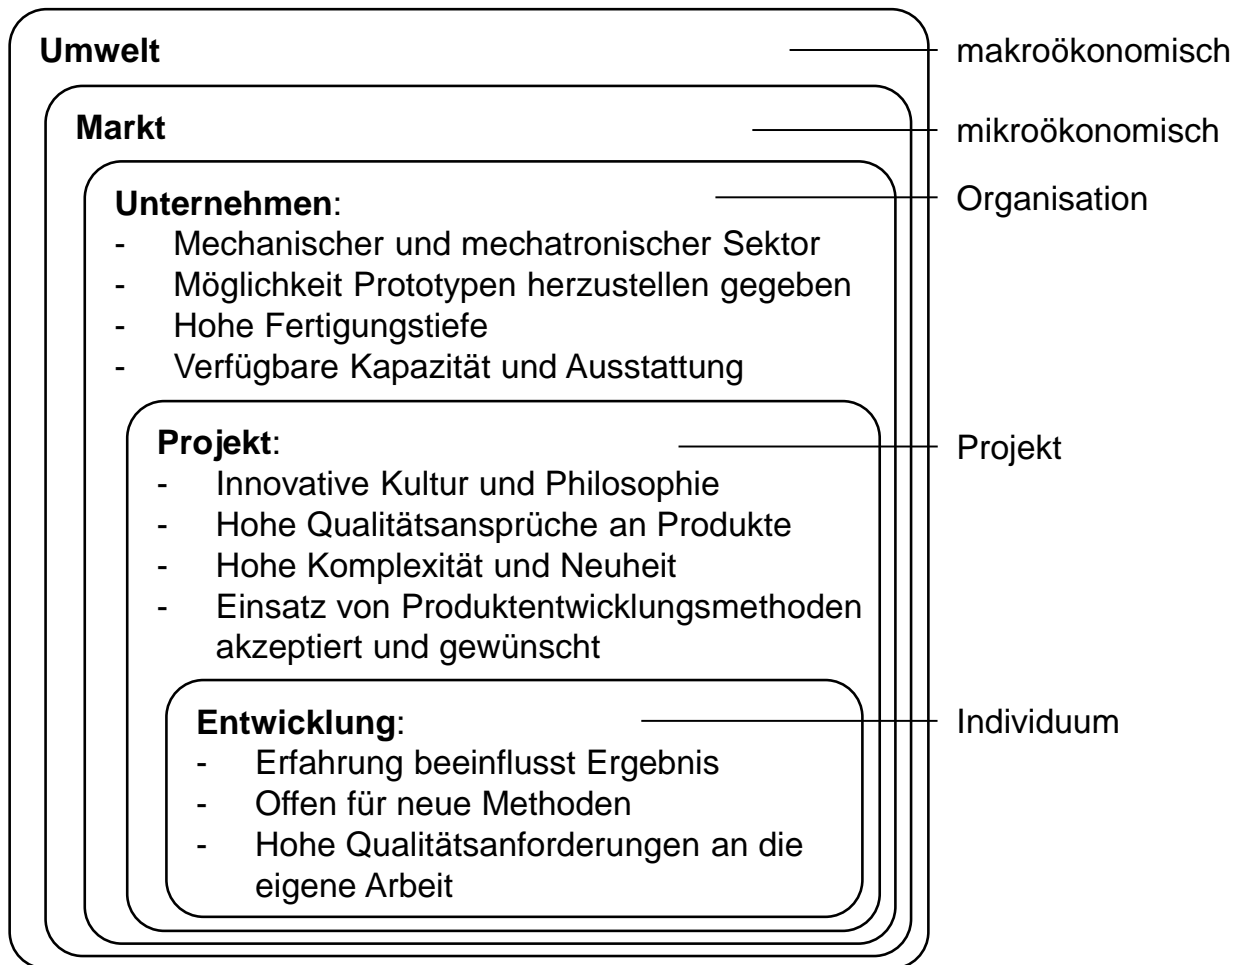 Umwelt
makroökonomisch
Markt
mikroökonomisch
Unternehmen:
Organisation
- Mechanischer und mechatronischer Sektor
- Möglichkeit Prototypen herzustellen gegeben
- Hohe Fertigungstiefe
- Verfügbare Kapazität und Ausstattung
Projekt:
Projekt
- Innovative Kultur und Philosophie
- Hohe Qualitätsansprüche an Produkte
- Hohe Komplexität und Neuheit
- Einsatz von Produktentwicklungsmethoden
akzeptiert und gewünscht
Entwicklung:
Individuum
- Erfahrung beeinflusst Ergebnis
- Offen für neue Methoden
- Hohe Qualitätsanforderungen an die
eigene Arbeit